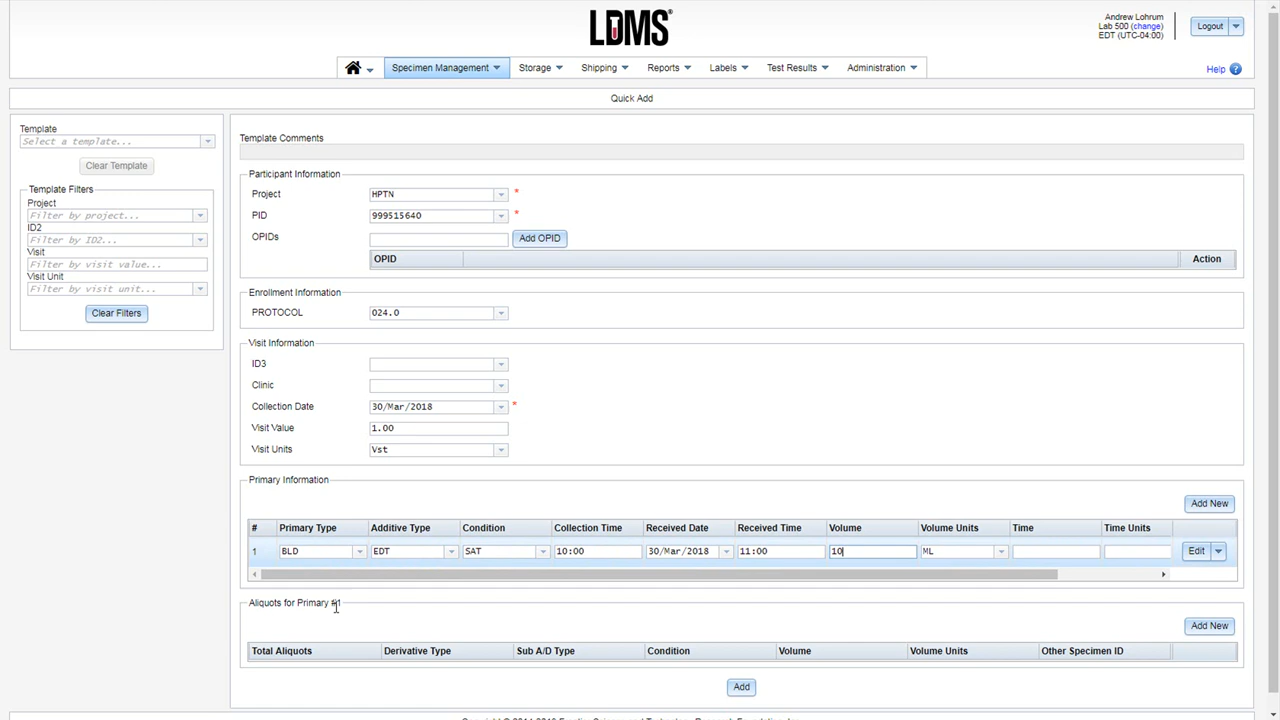 LDMS®
Andrew Lohrum
Lab 500 (change)
EDT (UTC-04:00)
Logout
Specimen Management
Storage
Shipping
Reports
Labels
Test Results
Administration
Help ?
Quick Add
Template
Select a template...
Clear Template
Template Filters
Project
Filter by project...
ID2
Filter by ID2...
Visit
Filter by visit value...
Visit Unit
Filter by visit unit...
Clear Filters
Template Comments
Participant Information
Project HPTN *
PID 999515640 *
OPIDs Add OPID
OPID Action
Enrollment Information
PROTOCOL 024.0
Visit Information
ID3
Clinic
Collection Date 30/Mar/2018 *
Visit Value 1.00
Visit Units Vst
Primary Information
Add New
# Primary Type Additive Type Condition Collection Time Received Date Received Time Volume Volume Units Time Time Units
1 BLD EDT SAT 10:00 30/Mar/2018 11:00 10 ML Edit
Aliquots for Primary #1
Add New
Total Aliquots Derivative Type Sub A/D Type Condition Volume Volume Units Other Specimen ID
Add